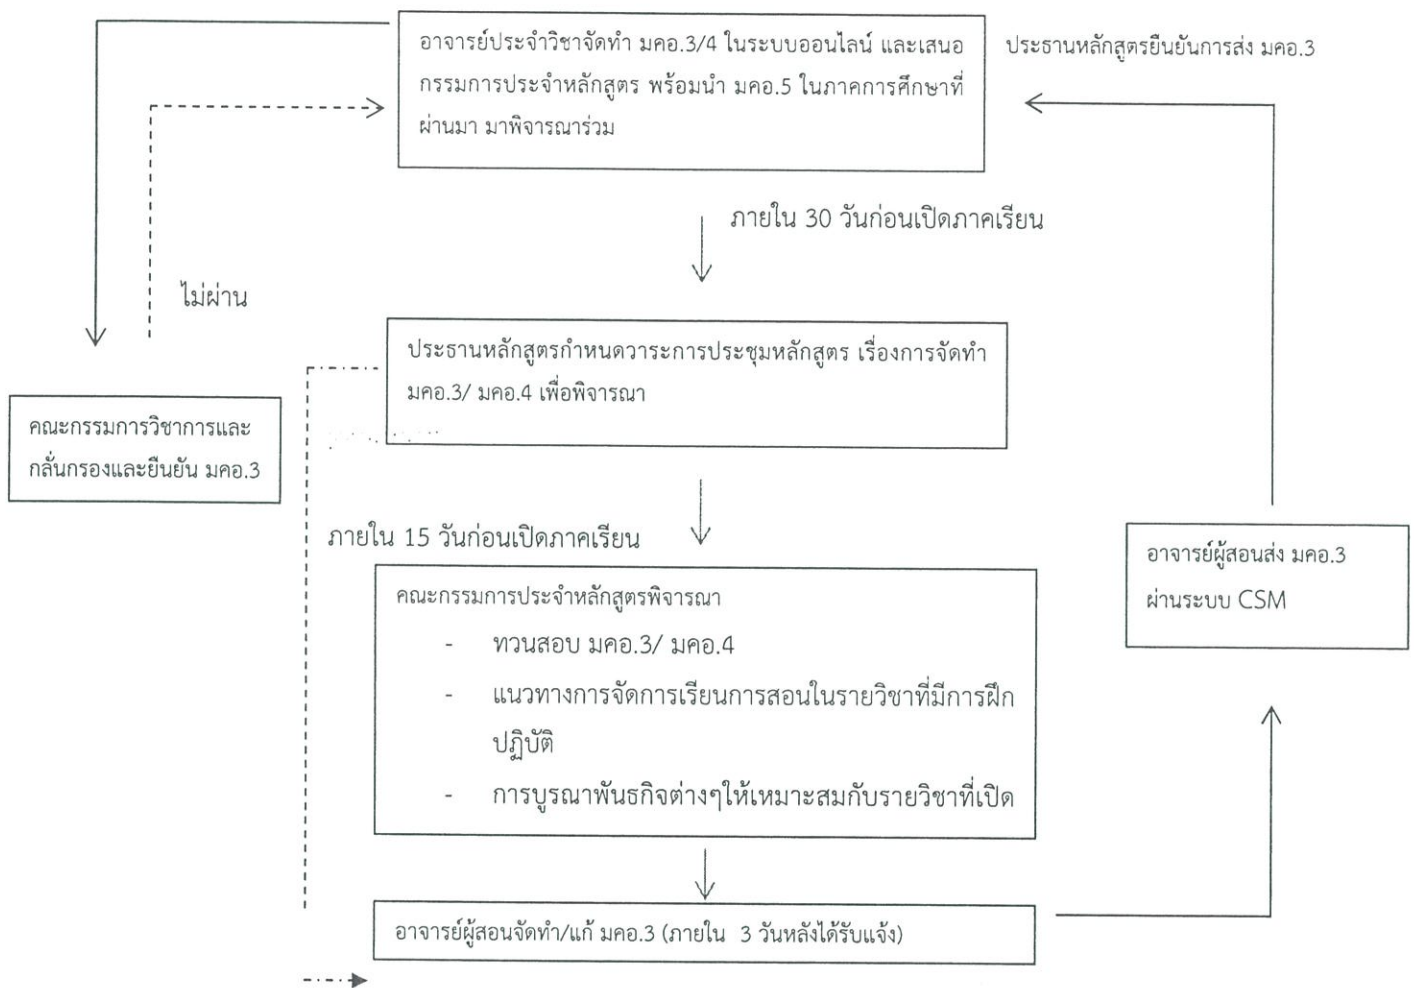 อาจารย์ประจำวิชาจัดทำ มคอ.3/4 ในระบบออนไลน์ และเสนอ
กรรมการประจำหลักสูตร พร้อมนำ มคอ.5 ในภาคการศึกษาที่
ผ่านมา มาพิจารณาร่วม
ประธานหลักสูตรยืนยันการส่ง มคอ.3
ภายใน 30 วันก่อนเปิดภาคเรียน
ไม่ผ่าน
ประธานหลักสูตรกำหนดวาระการประชุมหลักสูตร เรื่องการจัดทำ
มคอ.3/ มคอ.4 เพื่อพิจารณา
คณะกรรมการวิชาการและ
กลั่นกรองและยืนยัน มคอ.3
ภายใน 15 วันก่อนเปิดภาคเรียน
อาจารย์ผู้สอนส่ง มคอ.3
ผ่านระบบ CSM
คณะกรรมการประจำหลักสูตรพิจารณา
- ทวนสอบ มคอ.3/ มคอ.4
- แนวทางการจัดการเรียนการสอนในรายวิชาที่มีการฝึก
ปฏิบัติ
- การบูรณาพันธกิจต่างๆให้เหมาะสมกับรายวิชาที่เปิด
อาจารย์ผู้สอนจัดทำ/แก้ มคอ.3 (ภายใน 3 วันหลังได้รับแจ้ง)